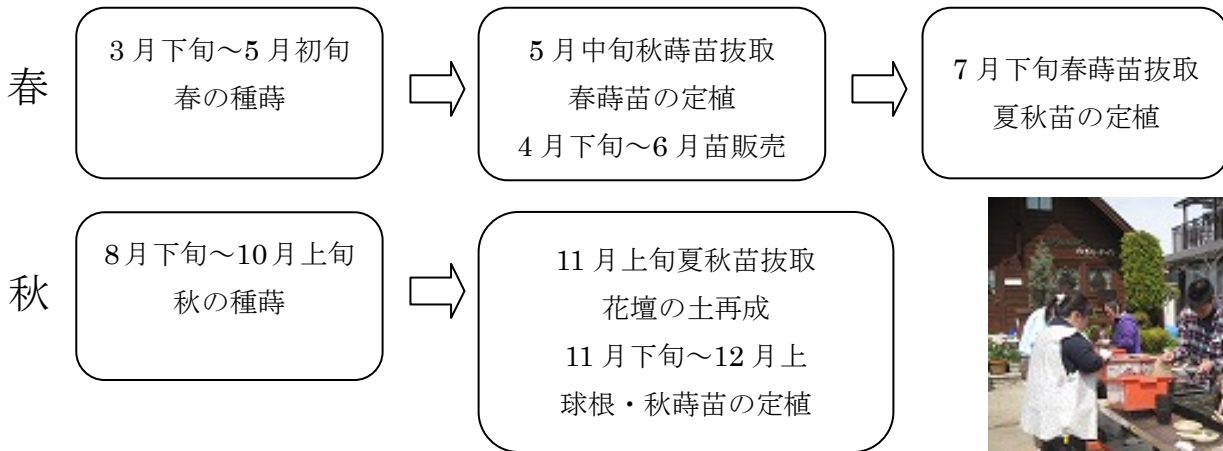 春
3月下旬～5月初旬
春の種蒔
5月中旬秋蒔苗抜取
春蒔苗の定植
4月下旬～6月苗販売
7月下旬春蒔苗抜取
夏秋苗の定植
秋
8月下旬～10月上旬
秋の種蒔
11月上旬夏秋苗抜取
花壇の土再成
11月下旬～12月上
球根・秋蒔苗の定植